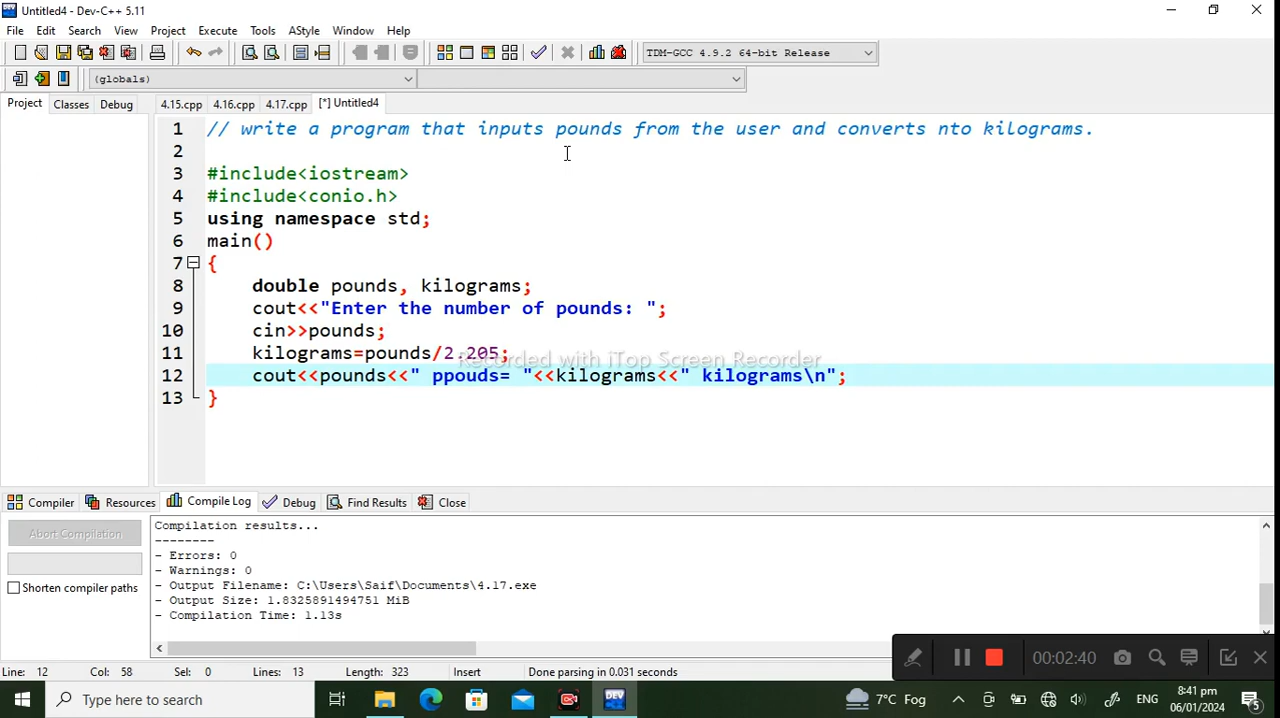 Untitled4 - Dev-C++ 5.11
File Edit Search View Project Execute Tools AStyle Window Help
TDM-GCC 4.9.2 64-bit Release
(globals)
Project Classes Debug 4.15.cpp 4.16.cpp 4.17.cpp [*] Untitled4
1 // write a program that inputs pounds from the user and converts nto kilograms.
2
3 #include<iostream>
4 #include<conio.h>
5 using namespace std;
6 main()
7 {
8 double pounds, kilograms;
9 cout<<"Enter the number of pounds: ";
10 cin>>pounds;
11 kilograms=pounds/2.205;
Recorded with iTop Screen Recorder
12 cout<<pounds<<" ppouds= "<<kilograms<<" kilograms\n";
13 }
Compiler Resources Compile Log Debug Find Results Close
Abort Compilation
Shorten compiler paths
Compilation results...
--------
- Errors: 0
- Warnings: 0
- Output Filename: C:\Users\Saif\Documents\4.17.exe
- Output Size: 1.8325891494751 MiB
- Compilation Time: 1.13s
00:02:40
Line: 12 Col: 58 Sel: 0 Lines: 13 Length: 323 Insert Done parsing in 0.031 seconds
Type here to search
DEV
7°C Fog
ENG
8:41 pm
06/01/2024
5